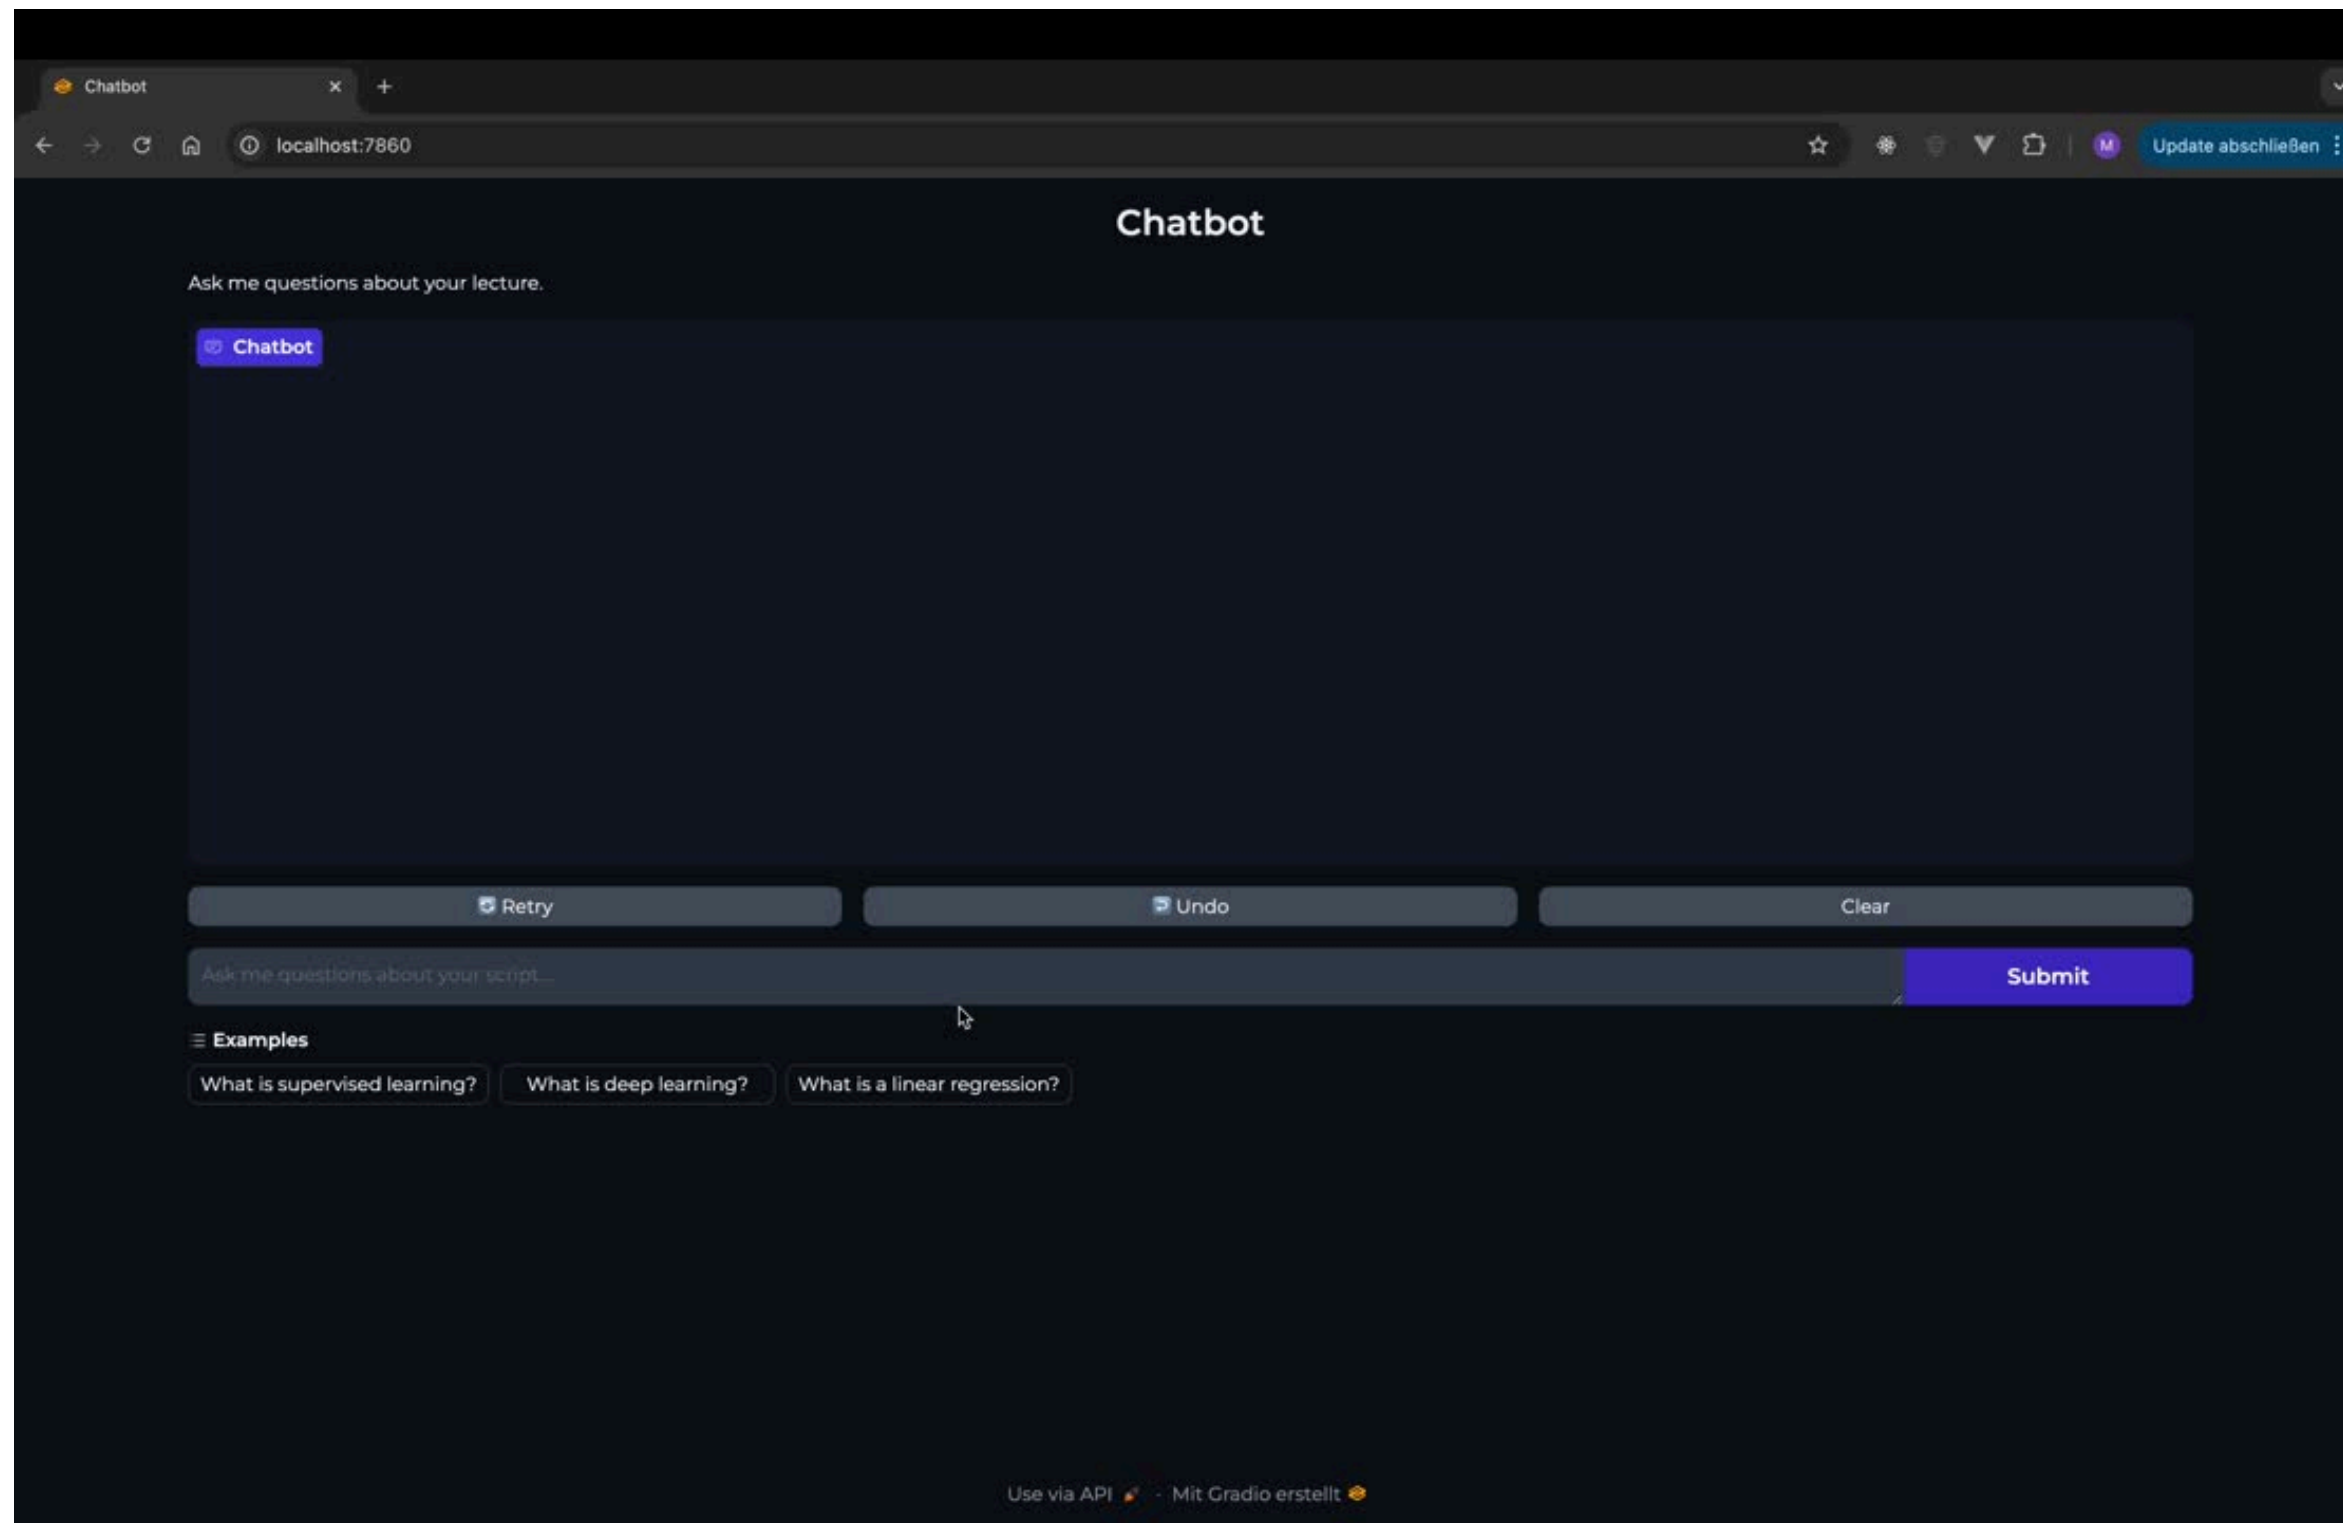 Chatbot
localhost:7860
M
Update abschließen
Chatbot
Ask me questions about your lecture.
Chatbot
Retry
Undo
Clear
Ask me questions about your script...
Submit
Examples
What is supervised learning?
What is deep learning?
What is a linear regression?
Use via API · Mit Gradio erstellt